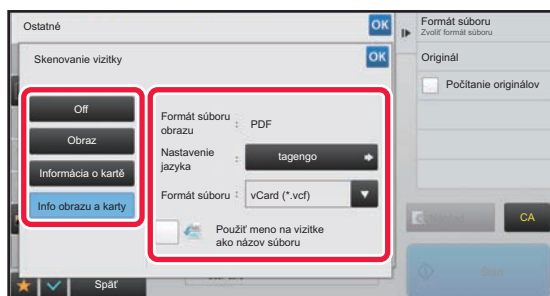 Ostatné
OK
Formát súboru
Zvoliť formát súboru
Skenovanie vizitky
OK
Originál
Počítanie originálov
Off
Obraz
Informácia o kartě
Info obrazu a karty
Formát súboru
obrazu
:
PDF
Nastavenie
jazyka
:
tagengo
Formát súboru :
vCard (*.vcf)
Použiť meno na vizitke
ako názov súboru
CA
Späť